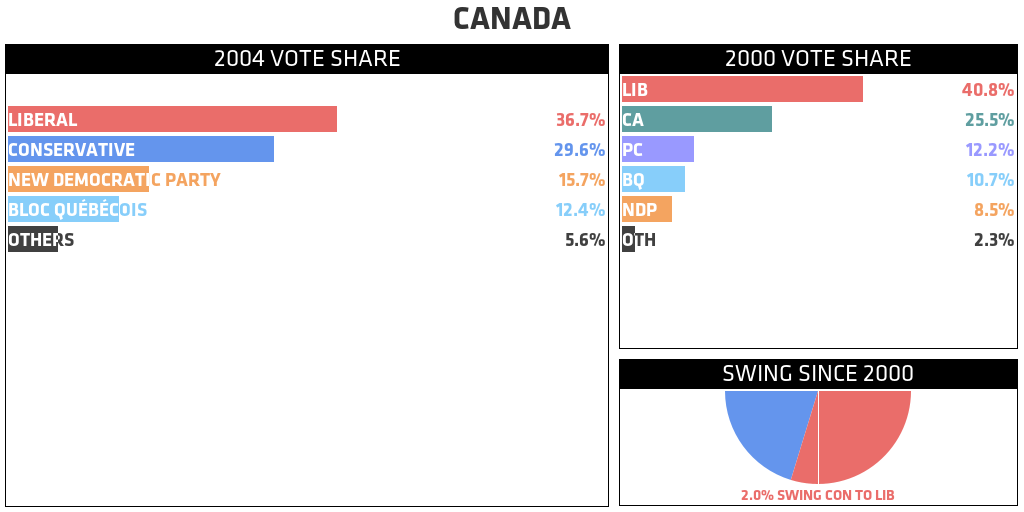 CANADA
2004 VOTE SHARE
LIBERAL 36.7%
CONSERVATIVE 29.6%
NEW DEMOCRATIC PARTY 15.7%
BLOC QUÉBÉCOIS 12.4%
OTHERS 5.6%
2000 VOTE SHARE
LIB 40.8%
CA 25.5%
PC 12.2%
BQ 10.7%
NDP 8.5%
OTH 2.3%
SWING SINCE 2000
2.0% SWING CON TO LIB